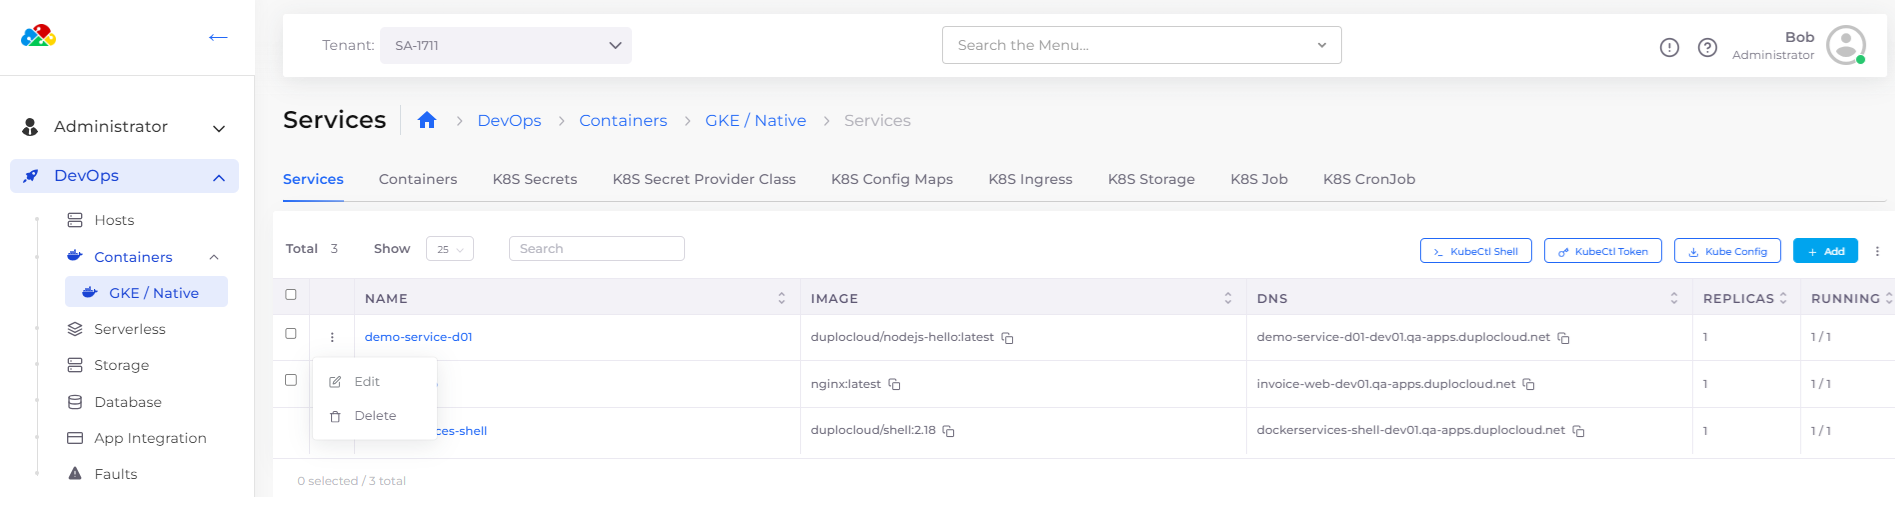 Tenant: SA-1711 Search the Menu... Bob
Administrator
Administrator
DevOps
Hosts
Containers
GKE / Native
Serverless
Storage
Database
App Integration
Faults
Services DevOps Containers GKE / Native Services
Services Containers K8S Secrets K8S Secret Provider Class K8S Config Maps K8S Ingress K8S Storage K8S Job K8S CronJob
Total 3 Show 25 Search KubeCtl Shell KubeCtl Token Kube Config + Add
NAME IMAGE DNS REPLICAS RUNNING
demo-service-d01 duplocloud/nodejs-hello:latest demo-service-d01-dev01.qa-apps.duplocloud.net 1 1 / 1
Edit
nginx:latest invoice-web-dev01.qa-apps.duplocloud.net 1 1 / 1
Delete
ces-shell duplocloud/shell:2.18 dockerservices-shell-dev01.qa-apps.duplocloud.net 1 1 / 1
0 selected / 3 total